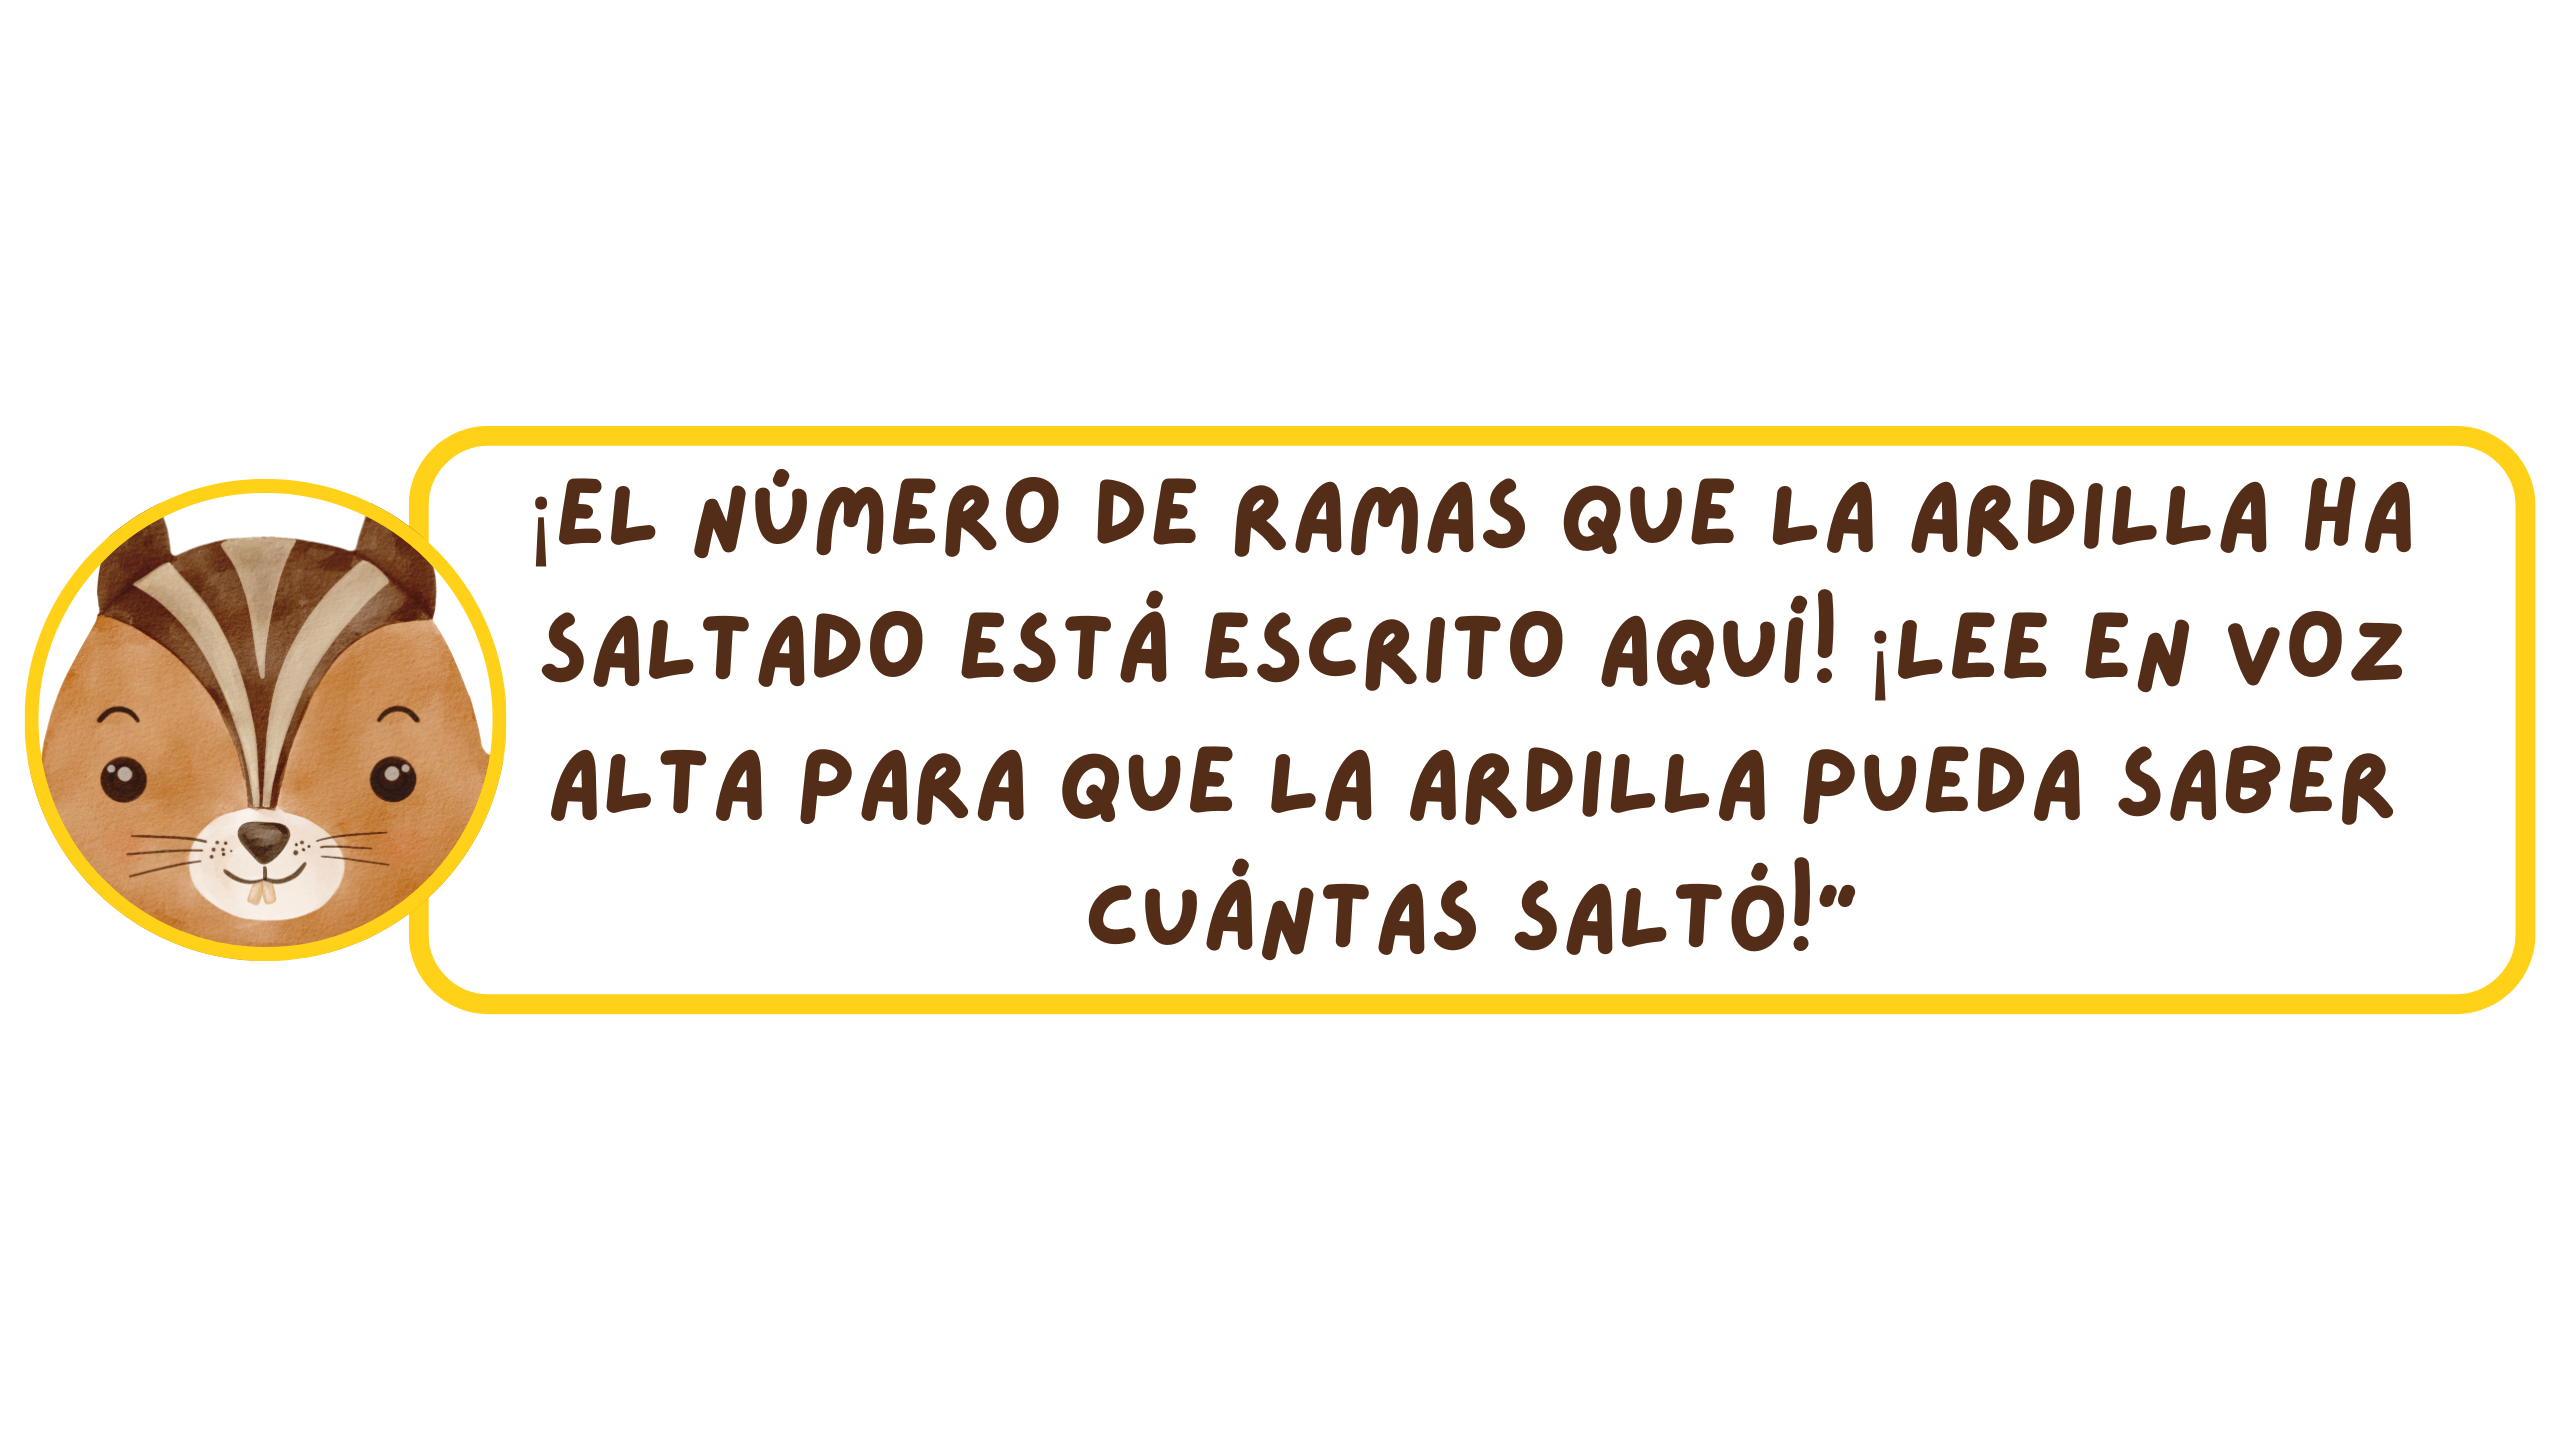 ¡EL NÚMERO DE RAMAS QUE LA ARDILLA HA
SALTADO ESTÁ ESCRITO AQUÍ! ¡LEE EN VOZ
ALTA PARA QUE LA ARDILLA PUEDA SABER
CUÁNTAS SALTÓ!”